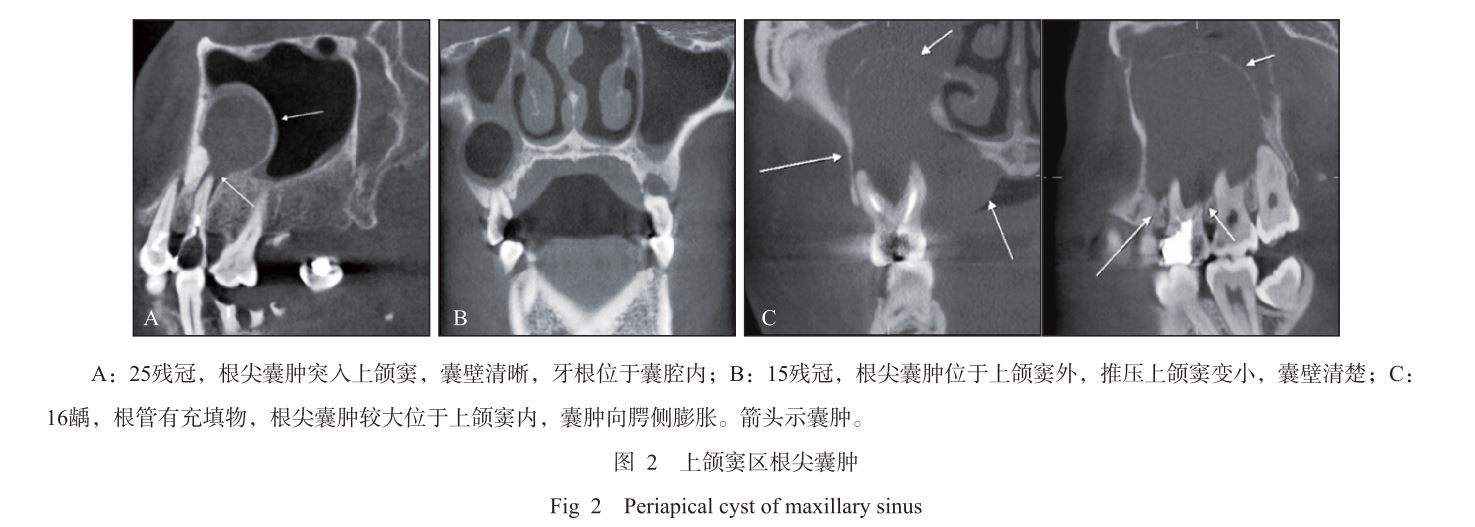 A B C
A：25残冠，根尖囊肿突入上颌窦，囊壁清晰，牙根位于囊腔内；B：15残冠，根尖囊肿位于上颌窦外，推压上颌窦变小，囊壁清楚；C：
16龋，根管有充填物，根尖囊肿较大位于上颌窦内，囊肿向腭侧膨胀。箭头示囊肿。
图 2 上颌窦区根尖囊肿
Fig 2 Periapical cyst of maxillary sinus